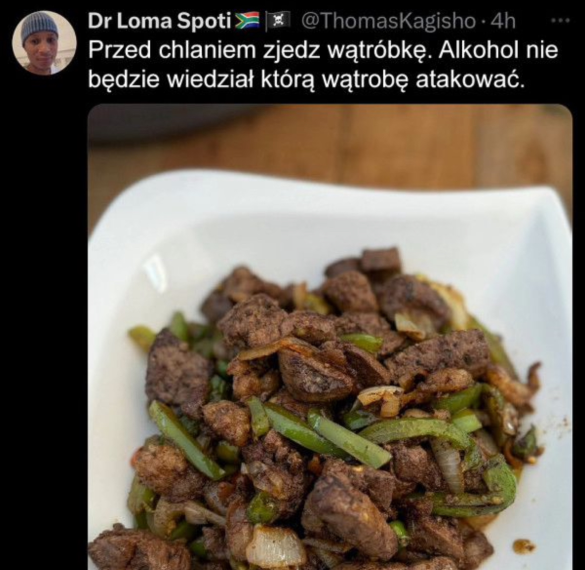 Dr Loma Spoti🇿🇦|🏴‍☠️ @ThomasKagisho · 4h
Przed chlaniem zjedz wątróbkę. Alkohol nie
będzie wiedział którą wątrobę atakować.